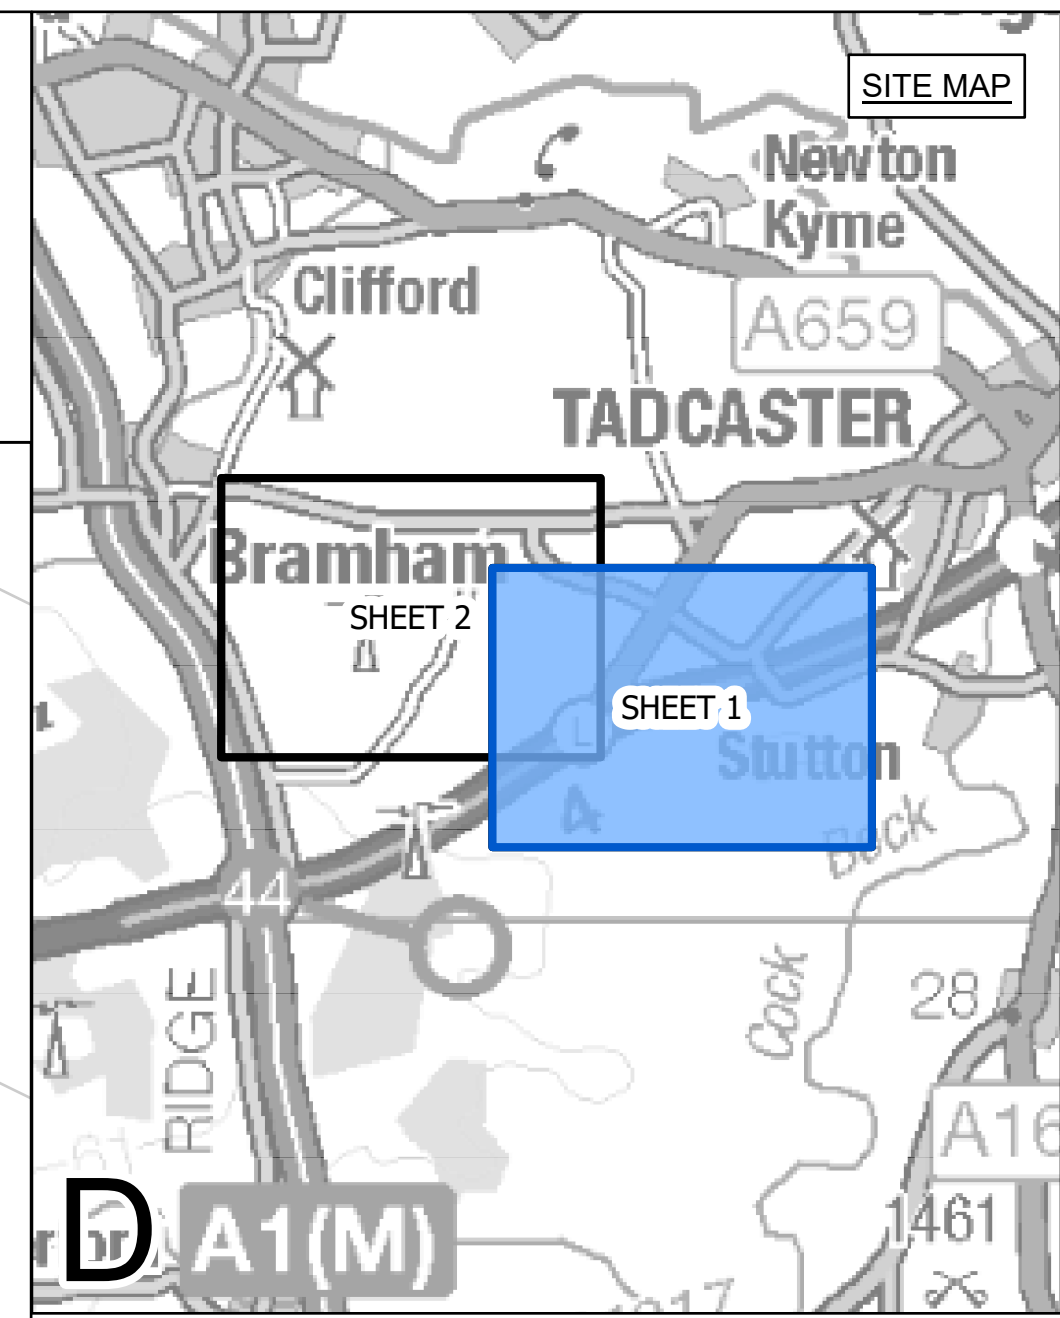 SITE MAP
Newton
Kyme
Clifford
A659
TADCASTER
Bramham
SHEET 2
SHEET 1
L
Stutton
A
Beck
44
RIDGE
Cock
28
A16
61
1461
D
A1(M)